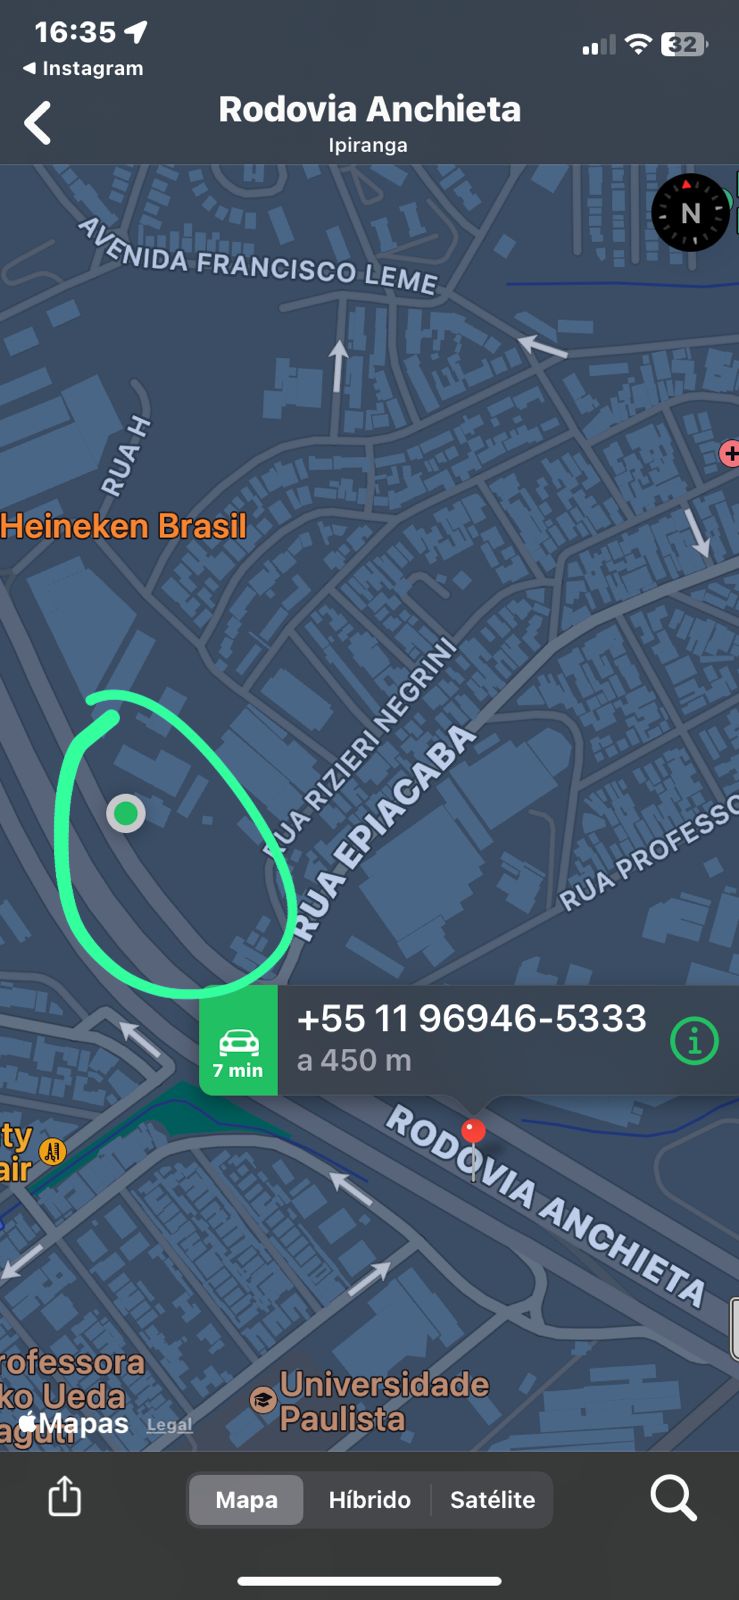 16:35
32
◀ Instagram
Rodovia Anchieta
Ipiranga
N
AVENIDA FRANCISCO LEME
RUA H
Heineken Brasil
RUA RIZIERI NEGRINI
RUA EPIACABA
RUA PROFESSO
+55 11 96946-5333
a 450 m
7 min
RODOVIA ANCHIETA
ty
air
rofessora
ko Ueda
Mapas
Legal
Universidade
Paulista
Mapa
Híbrido
Satélite